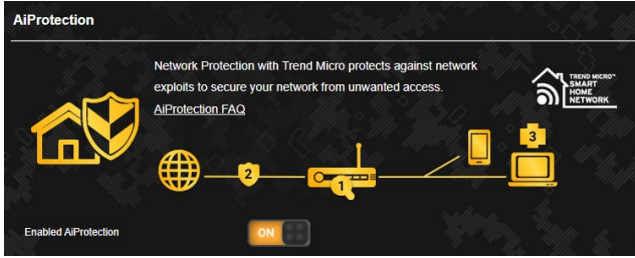 AiProtection
Network Protection with Trend Micro protects against network
exploits to secure your network from unwanted access.
AiProtection FAQ
TREND MICRO™
SMART
HOME
NETWORK
3
2
1
Enabled AiProtection
ON